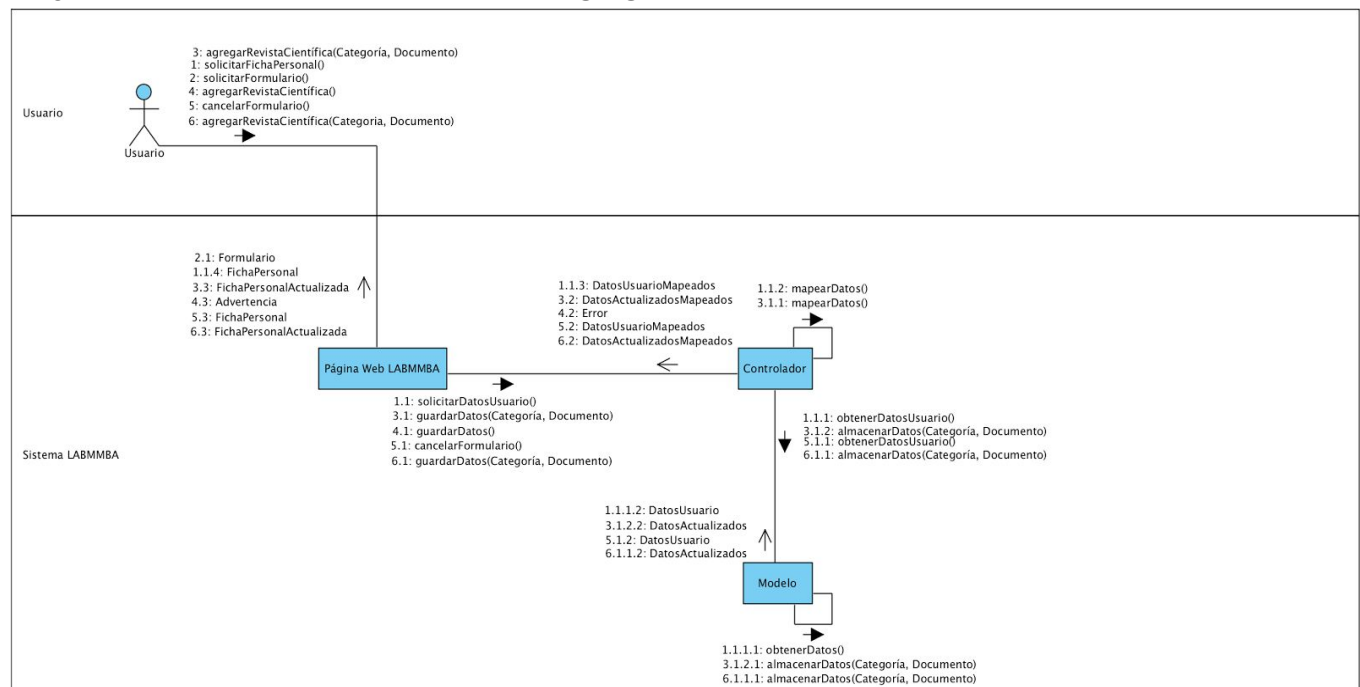 3: agregarRevistaCientífica(Categoría, Documento)
1: solicitarFichaPersonal()
2: solicitarFormulario()
4: agregarRevistaCientífica()
5: cancelarFormulario()
6: agregarRevistaCientífica(Categoria, Documento)
Usuario
Usuario
2.1: Formulario
1.1.4: FichaPersonal
3.3: FichaPersonalActualizada
4.3: Advertencia
5.3: FichaPersonal
6.3: FichaPersonalActualizada
1.1.3: DatosUsuarioMapeados
3.2: DatosActualizadosMapeados
4.2: Error
5.2: DatosUsuarioMapeados
6.2: DatosActualizadosMapeados
1.1.2: mapearDatos()
3.1.1: mapearDatos()
Página Web LABMMBA
Controlador
1.1: solicitarDatosUsuario()
3.1: guardarDatos(Categoría, Documento)
4.1: guardarDatos()
5.1: cancelarFormulario()
6.1: guardarDatos(Categoría, Documento)
1.1.1: obtenerDatosUsuario()
3.1.2: almacenarDatos(Categoría, Documento)
5.1.1: obtenerDatosUsuario()
6.1.1: almacenarDatos(Categoría, Documento)
Sistema LABMMBA
1.1.1.2: DatosUsuario
3.1.2.2: DatosActualizados
5.1.2: DatosUsuario
6.1.1.2: DatosActualizados
Modelo
1.1.1.1: obtenerDatos()
3.1.2.1: almacenarDatos(Categoría, Documento)
6.1.1.1: almacenarDatos(Categoría, Documento)